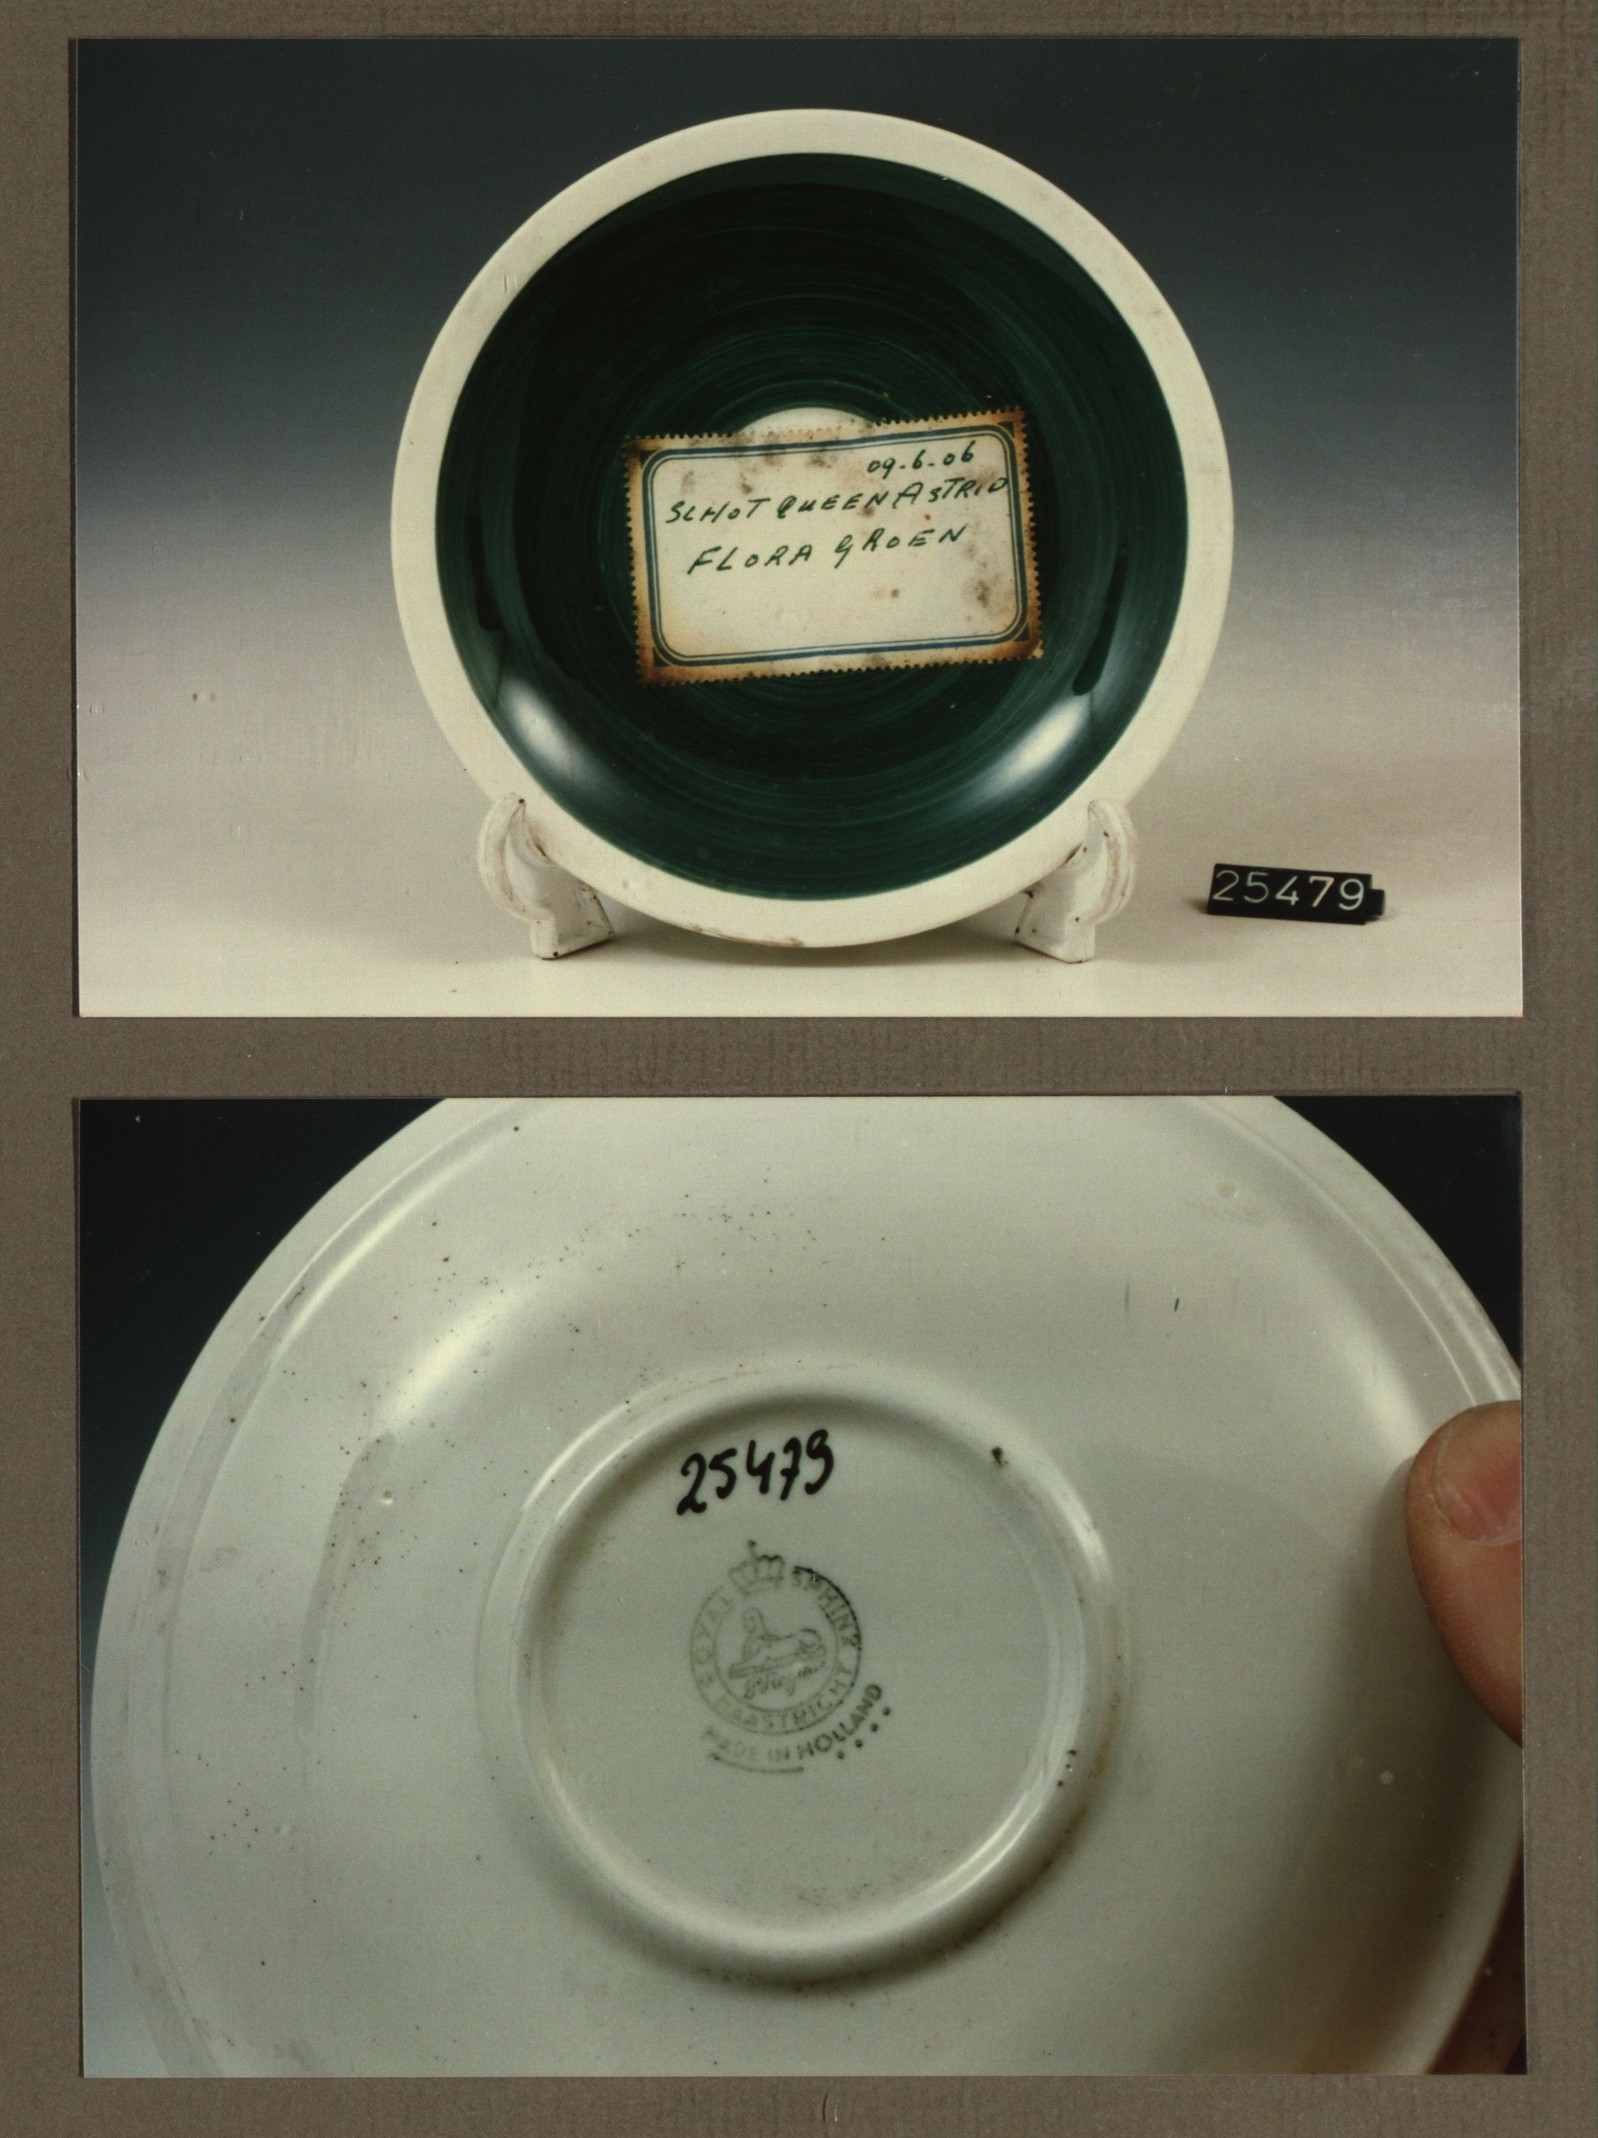 09.6.06
SCHOT QUEEN ASTRID
FLORA GROEN
25479
25479
ROYAL SPHINX
MAASTRICHT
MADE IN HOLLAND